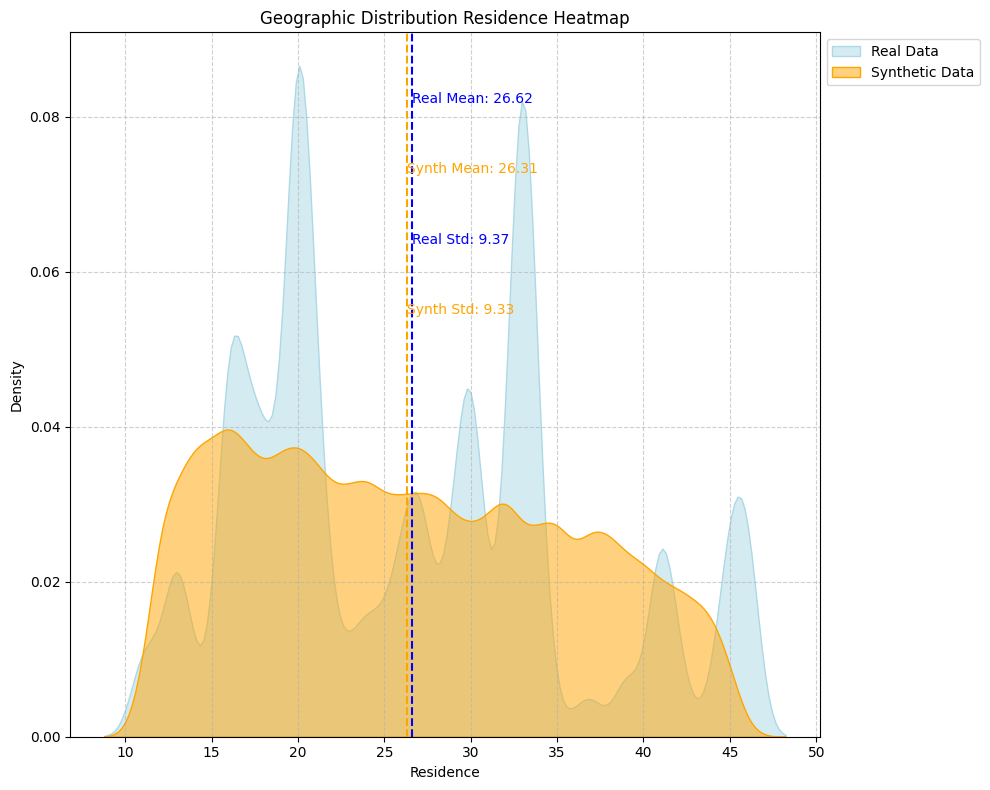 Geographic Distribution Residence Heatmap
Real Data
Synthetic Data
Real Mean: 26.62
Synth Mean: 26.31
Real Std: 9.37
Synth Std: 9.33
Density
0.08
0.06
0.04
0.02
0.00
10 15 20 25 30 35 40 45 50
Residence